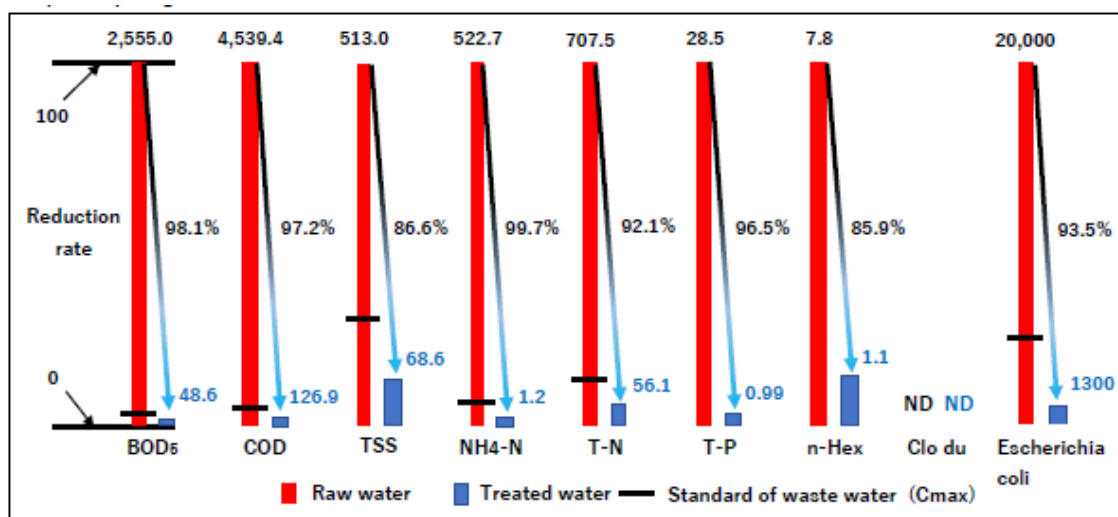 2,555.0 4,539.4 513.0 522.7 707.5 28.5 7.8 20,000
100
Reduction rate
98.1% 97.2% 86.6% 99.7% 92.1% 96.5% 85.9% 93.5%
0
48.6 126.9 68.6 1.2 56.1 0.99 1.1 ND ND 1300
BOD5 COD TSS NH4-N T-N T-P n-Hex Clo du Escherichia coli
Raw water Treated water Standard of waste water (Cmax)